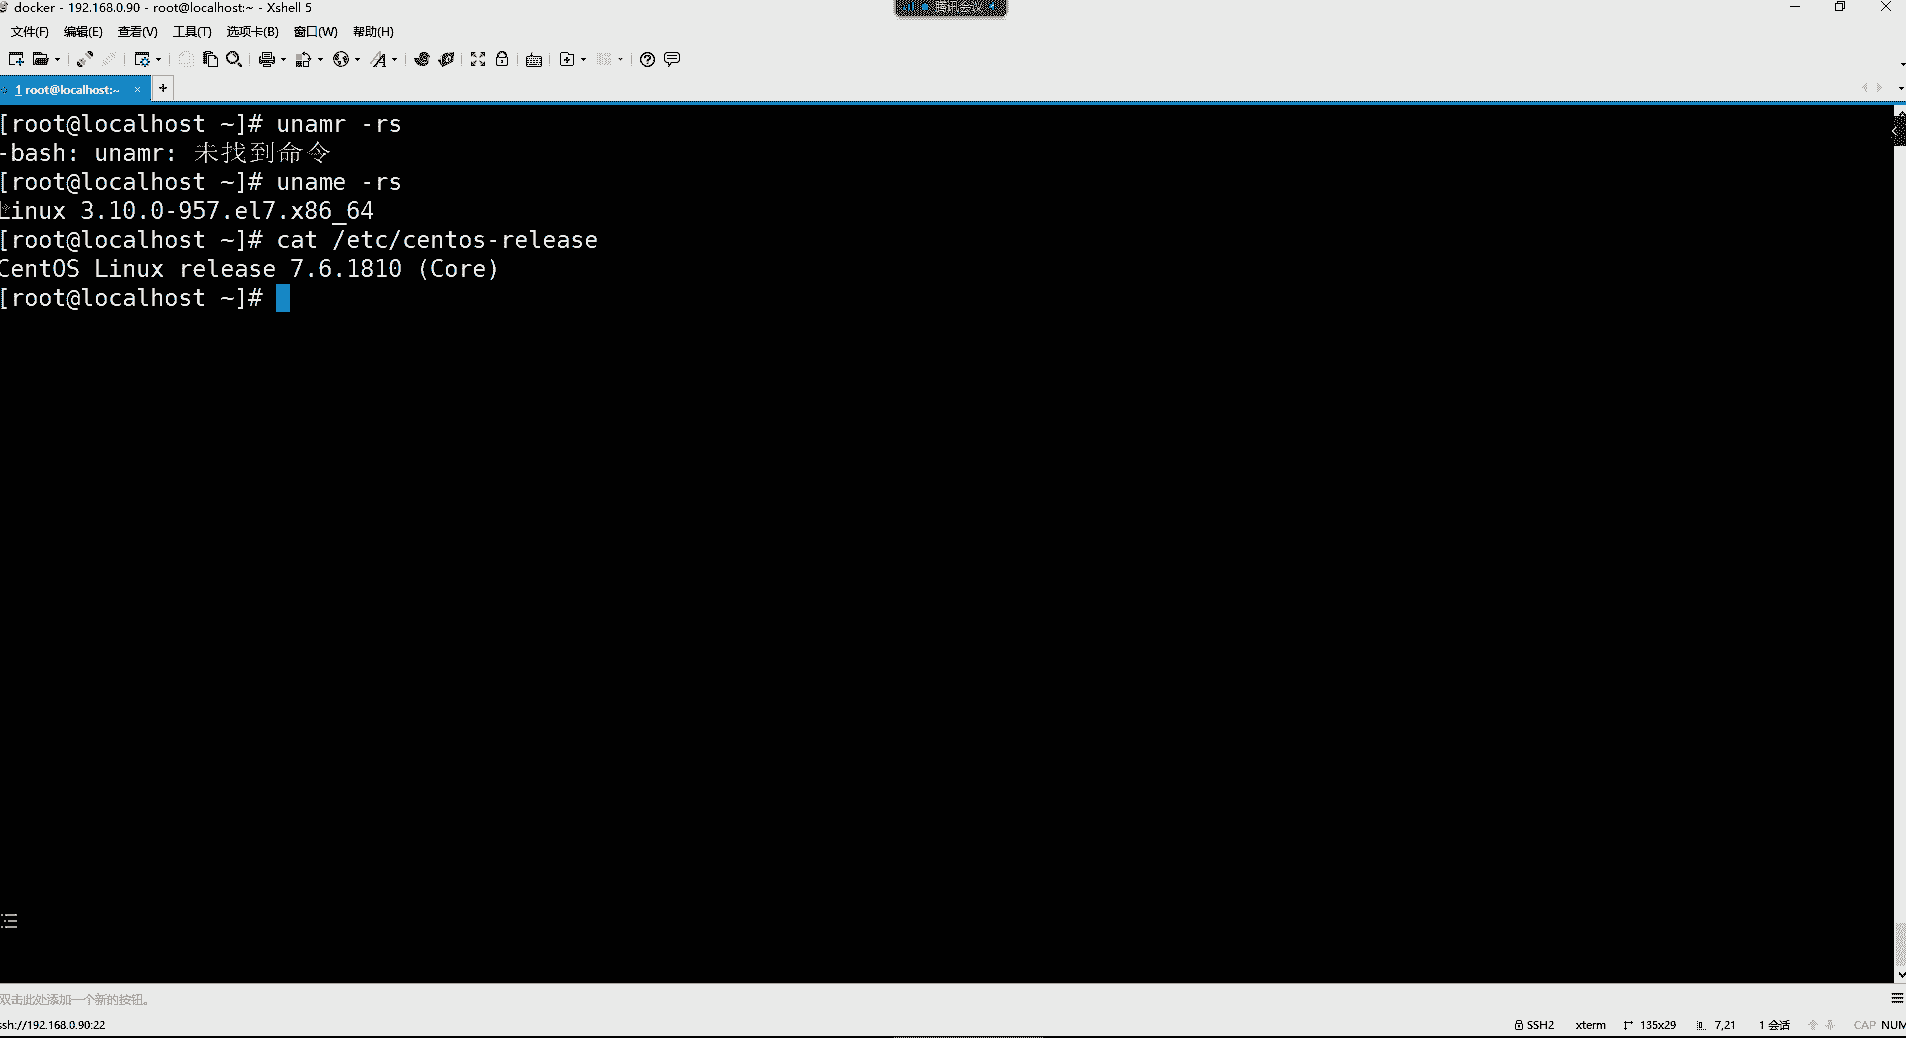 docker - 192.168.0.90 - root@localhost:~ - Xshell 5
腾讯会议
文件(F) 编辑(E) 查看(V) 工具(T) 选项卡(B) 窗口(W) 帮助(H)
1 root@localhost:~ × +
[root@localhost ~]# unamr -rs
-bash: unamr: 未找到命令
[root@localhost ~]# uname -rs
Linux 3.10.0-957.el7.x86_64
[root@localhost ~]# cat /etc/centos-release
CentOS Linux release 7.6.1810 (Core)
[root@localhost ~]#
双击此处添加一个新的按钮。
ssh://192.168.0.90:22 SSH2 xterm 135x29 7,21 1 会话 CAP NUM